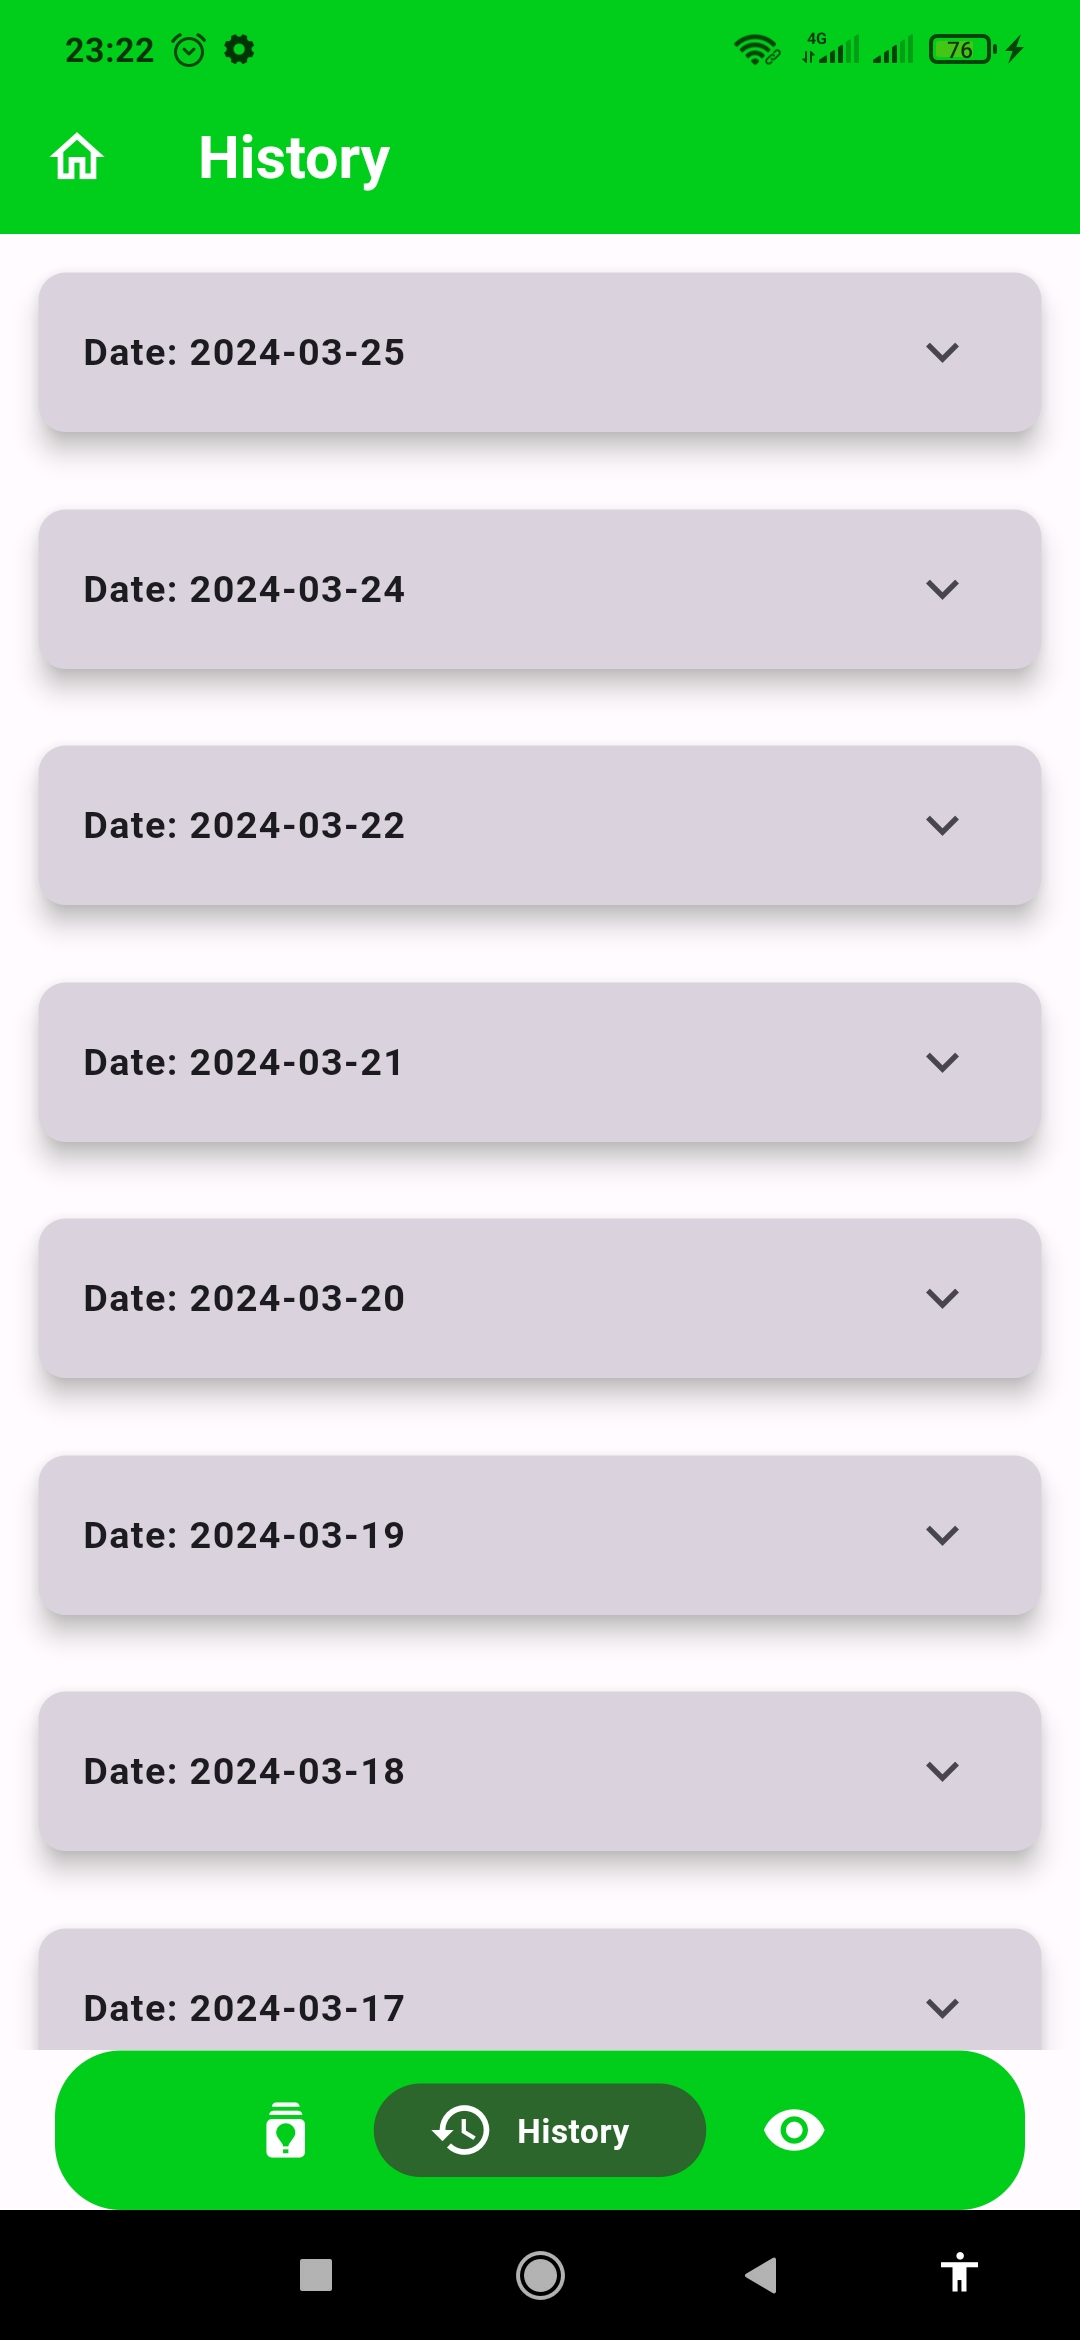 23:22
4G
76
History
Date: 2024-03-25
Date: 2024-03-24
Date: 2024-03-22
Date: 2024-03-21
Date: 2024-03-20
Date: 2024-03-19
Date: 2024-03-18
Date: 2024-03-17
History